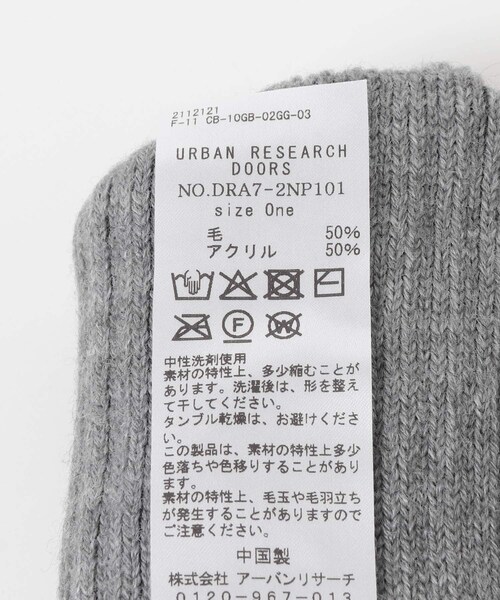 2112121
F-11 CB-10GB-02GG-03
URBAN RESEARCH
DOORS
NO.DRA7-2NP101
size One
毛 50%
アクリル 50%
中性洗剤使用
素材の特性上、多少縮むことが
あります。洗濯後は、形を整え
て干してください。
タンブル乾燥は、お避けくださ
い。
この製品は、素材の特性上多少
色落ちや色移りすることがあり
ます。
素材の特性上、毛玉や毛羽立ち
が発生することがありますので
ご注意ください。
中国製
株式会社 アーバンリサーチ
0120-967-013